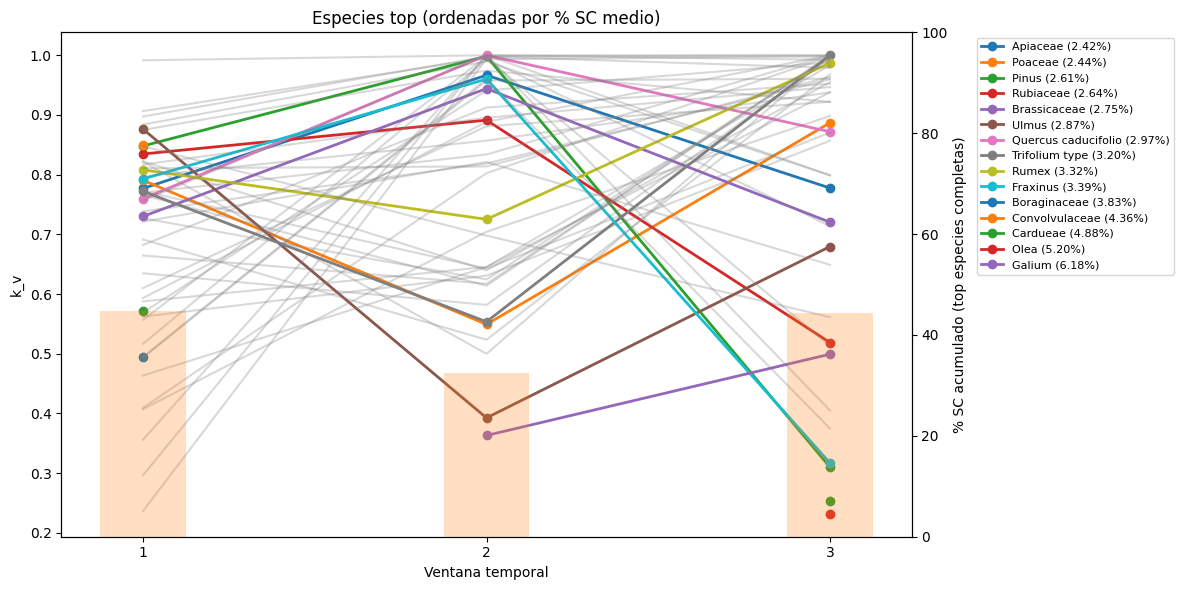 Especies top (ordenadas por % SC medio)
k_v
1.0
0.9
0.8
0.7
0.6
0.5
0.4
0.3
0.2
1
2
3
Ventana temporal
100
80
60
40
20
0
% SC acumulado (top especies completas)
Apiaceae (2.42%)
Poaceae (2.44%)
Pinus (2.61%)
Rubiaceae (2.64%)
Brassicaceae (2.75%)
Ulmus (2.87%)
Quercus caducifolio (2.97%)
Trifolium type (3.20%)
Rumex (3.32%)
Fraxinus (3.39%)
Boraginaceae (3.83%)
Convolvulaceae (4.36%)
Cardueae (4.88%)
Olea (5.20%)
Galium (6.18%)